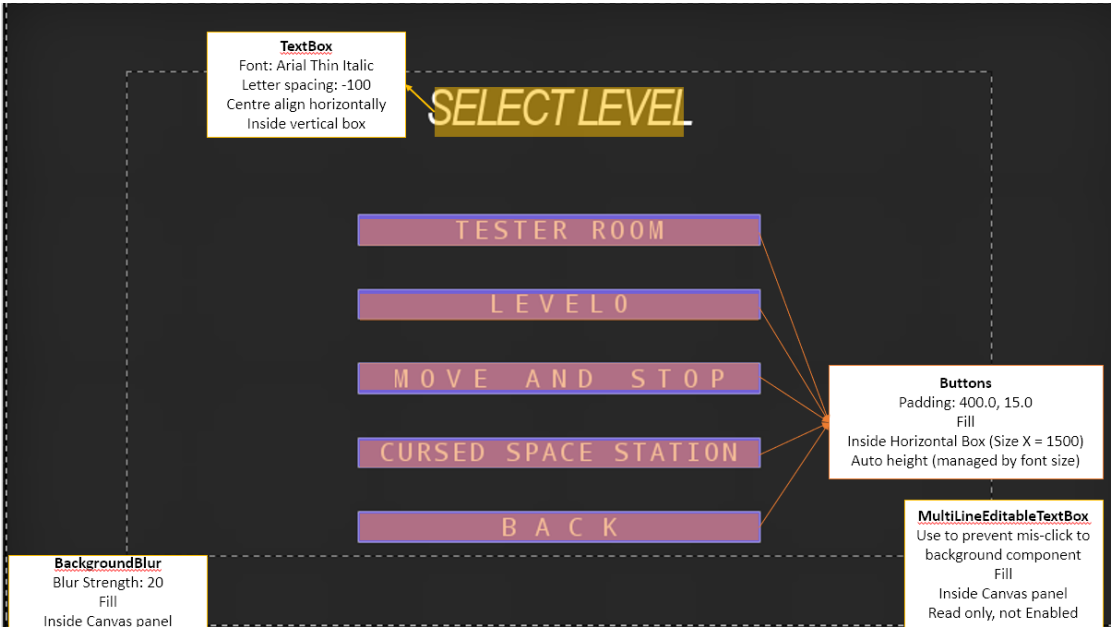 TextBox
Font: Arial Thin Italic
Letter spacing: -100
Centre align horizontally
Inside vertical box
SELECT LEVEL
TESTER ROOM
LEVEL0
MOVE AND STOP
CURSED SPACE STATION
BACK
Buttons
Padding: 400.0, 15.0
Fill
Inside Horizontal Box (Size X = 1500)
Auto height (managed by font size)
BackgroundBlur
Blur Strength: 20
Fill
Inside Canvas panel
MultiLineEditableTextBox
Use to prevent mis-click to
background component
Fill
Inside Canvas panel
Read only, not Enabled